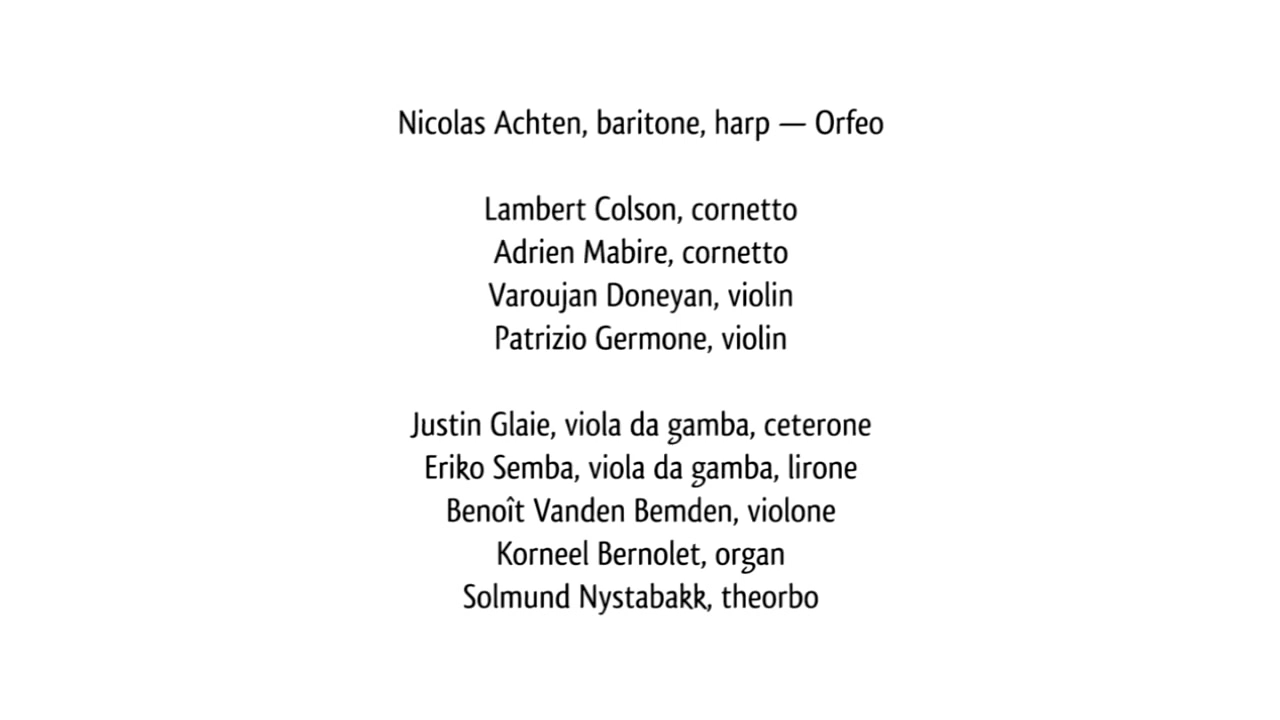 Nicolas Achten, baritone, harp — Orfeo
Lambert Colson, cornetto
Adrien Mabire, cornetto
Varoujan Doneyan, violin
Patrizio Germone, violin
Justin Glaie, viola da gamba, ceterone
Eriko Semba, viola da gamba, lirone
Benoît Vanden Bemden, violone
Korneel Bernolet, organ
Solmund Nystabakk, theorbo